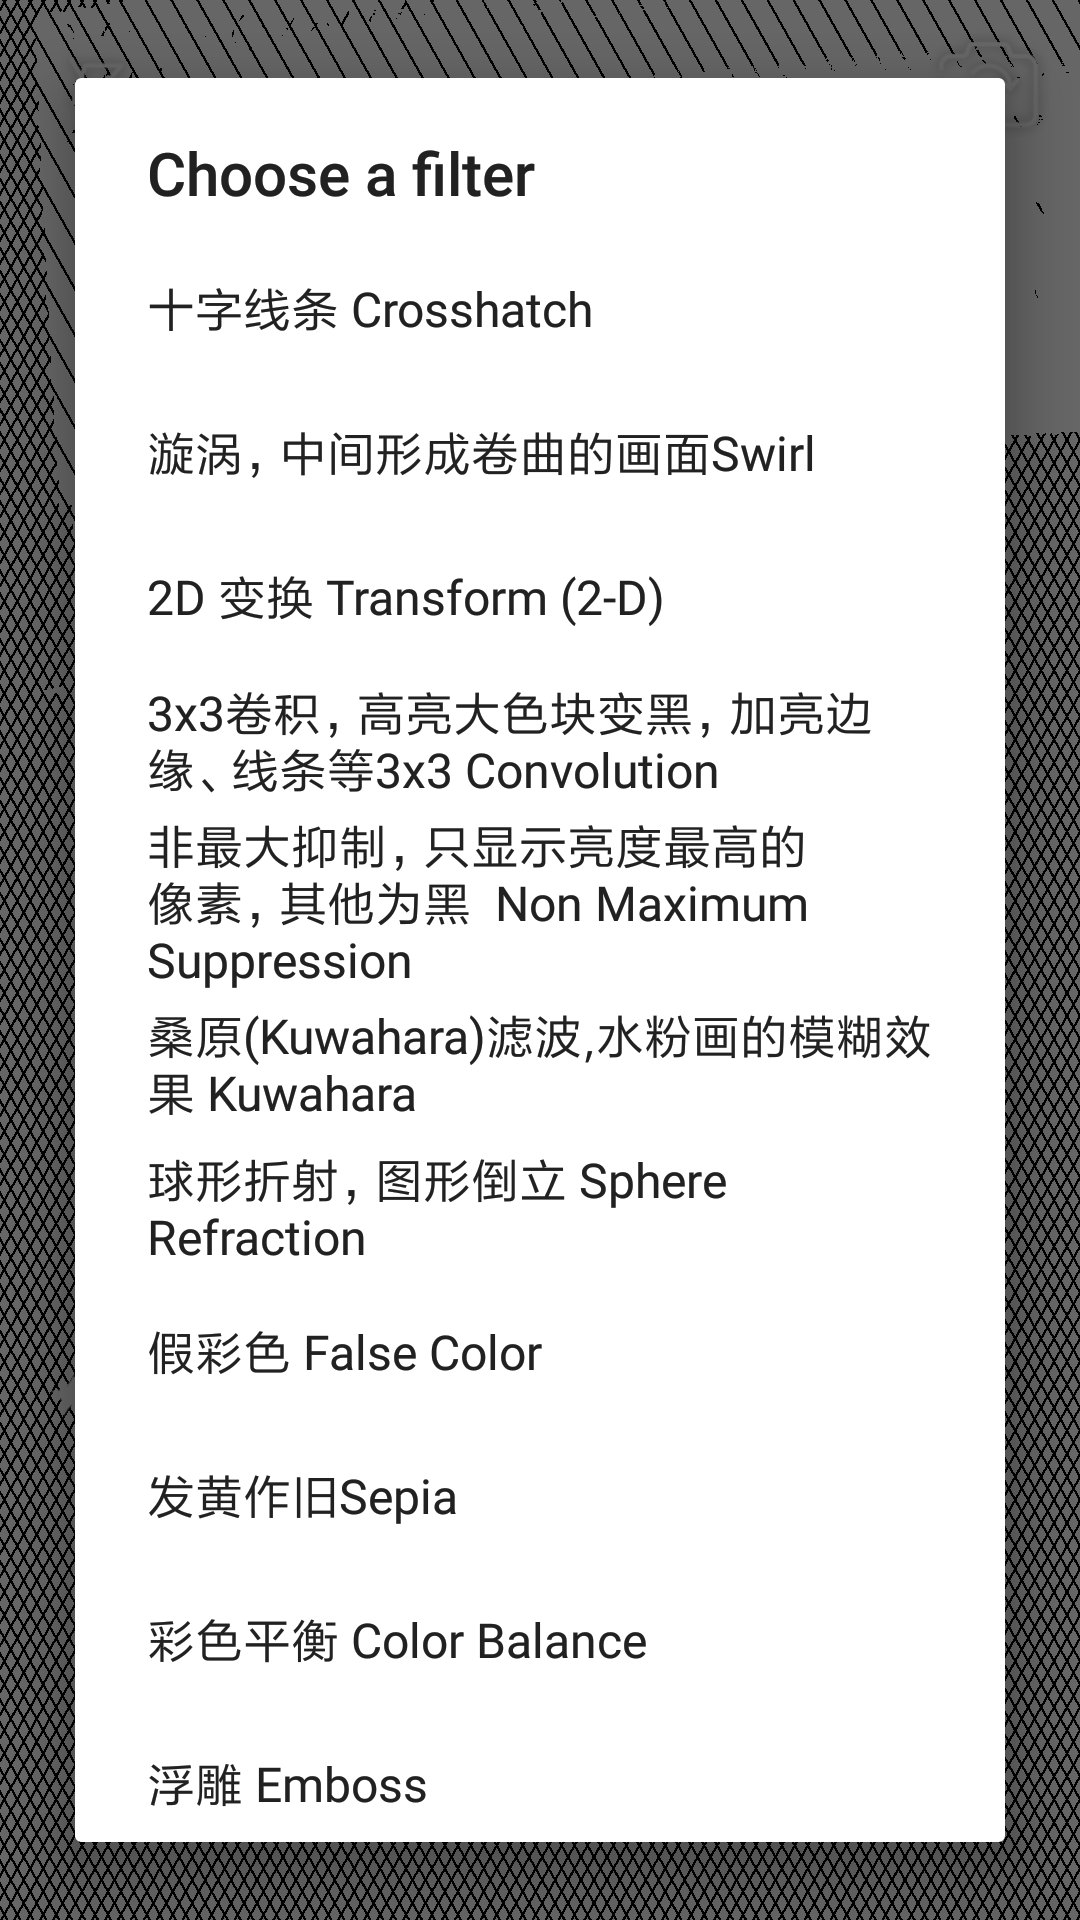 Choose a filter
十字线条 Crosshatch
漩涡，中间形成卷曲的画面Swirl
2D 变换 Transform (2-D)
3x3卷积，高亮大色块变黑，加亮边
缘、线条等3x3 Convolution
非最大抑制，只显示亮度最高的
像素，其他为黑  Non Maximum
Suppression
桑原(Kuwahara)滤波,水粉画的模糊效
果 Kuwahara
球形折射，图形倒立 Sphere
Refraction
假彩色 False Color
发黄作旧Sepia
彩色平衡 Color Balance
浮雕 Emboss